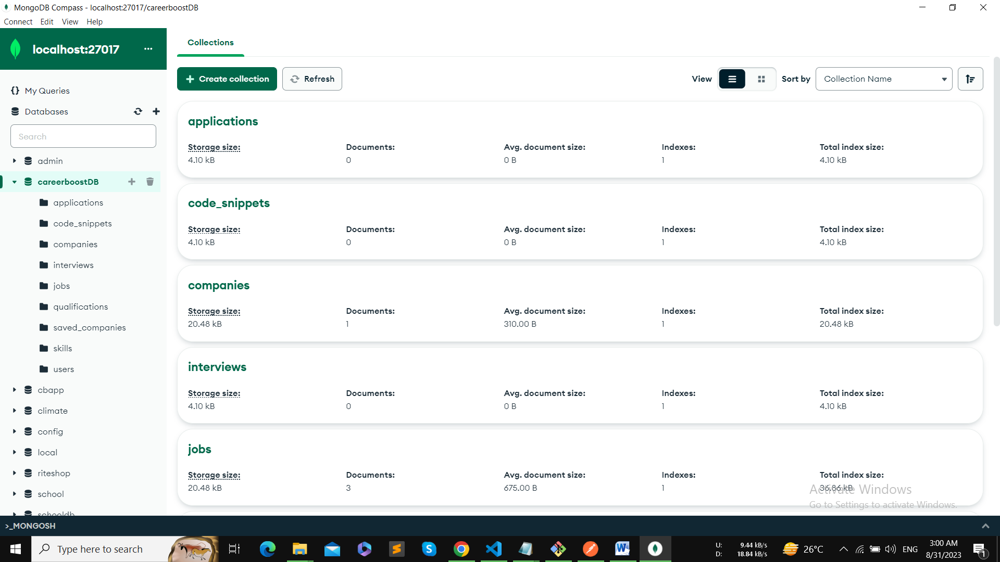 MongoDB Compass - localhost:27017/careerboostDB
Connect Edit View Help
localhost:27017 ...
{} My Queries
Databases
Search
admin
careerboostDB
applications
code_snippets
companies
interviews
jobs
qualifications
saved_companies
skills
users
cbapp
climate
config
local
riteshop
school
schooldb
Collections
Create collection Refresh View Sort by Collection Name
applications
Storage size: Documents: Avg. document size: Indexes: Total index size:
4.10 kB 0 0 B 1 4.10 kB
code_snippets
Storage size: Documents: Avg. document size: Indexes: Total index size:
4.10 kB 0 0 B 1 4.10 kB
companies
Storage size: Documents: Avg. document size: Indexes: Total index size:
20.48 kB 1 310.00 B 1 20.48 kB
interviews
Storage size: Documents: Avg. document size: Indexes: Total index size:
4.10 kB 0 0 B 1 4.10 kB
jobs
Storage size: Documents: Avg. document size: Indexes: Total index size:
20.48 kB 3 675.00 B 1 36.86 kB
Activate Windows
Go to Settings to activate Windows.
>_MONGOSH
Type here to search
U: 9.44 kB/s
D: 18.84 kB/s
26°C
ENG
3:00 AM
8/31/2023
1